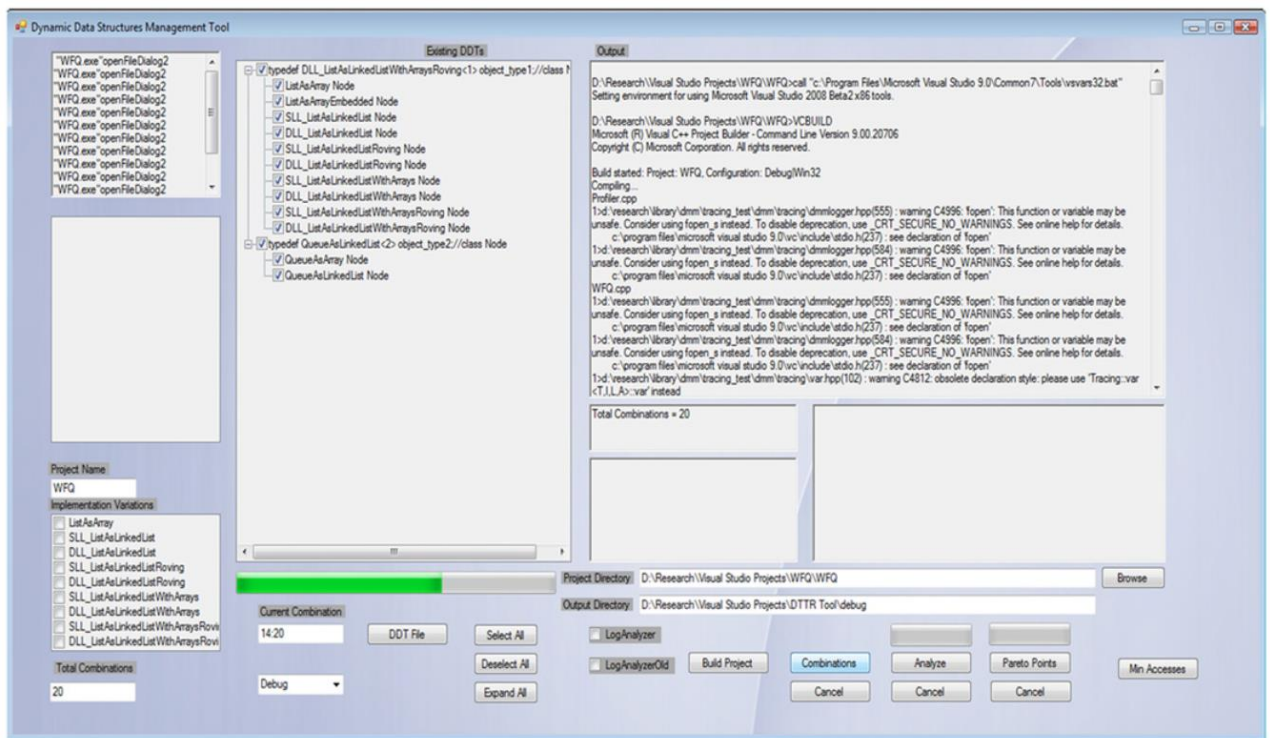 Dynamic Data Structures Management Tool
"WFQ.exe"openFileDialog2
"WFQ.exe"openFileDialog2
"WFQ.exe"openFileDialog2
"WFQ.exe"openFileDialog2
"WFQ.exe"openFileDialog2
"WFQ.exe"openFileDialog2
"WFQ.exe"openFileDialog2
"WFQ.exe"openFileDialog2
"WFQ.exe"openFileDialog2
"WFQ.exe"openFileDialog2
"WFQ.exe"openFileDialog2
Project Name
WFQ
Implementation Variations
ListAsArray
SLL_ListAsLinkedList
DLL_ListAsLinkedList
SLL_ListAsLinkedListRoving
DLL_ListAsLinkedListRoving
SLL_ListAsLinkedListWithArrays
DLL_ListAsLinkedListWithArrays
SLL_ListAsLinkedListWithArraysRovi
DLL_ListAsLinkedListWithArraysRovi
Total Combinations
20
Existing DDTs
typedef DLL_ListAsLinkedListWithArraysRoving<1> object_type1;//class N
ListAsArray Node
ListAsArrayEmbedded Node
SLL_ListAsLinkedList Node
DLL_ListAsLinkedList Node
SLL_ListAsLinkedListRoving Node
DLL_ListAsLinkedListRoving Node
SLL_ListAsLinkedListWithArrays Node
DLL_ListAsLinkedListWithArrays Node
SLL_ListAsLinkedListWithArraysRoving Node
DLL_ListAsLinkedListWithArraysRoving Node
typedef QueueAsLinkedList<2> object_type2//class Node
QueueAsArray Node
QueueAsLinkedList Node
Output
D:\Research\Visual Studio Projects\WFQ\WFQ>call "c:\Program Files\Microsoft Visual Studio 9.0\Common7\Tools\vsvars32.bat"
Setting environment for using Microsoft Visual Studio 2008 Beta2 x86 tools.
D:\Research\Visual Studio Projects\WFQ\WFQ>VCBUILD
Microsoft (R) Visual C++ Project Builder - Command Line Version 9.00.20706
Copyright (C) Microsoft Corporation. All rights reserved.
Build started: Project: WFQ, Configuration: Debug|Win32
Compiling...
Profiler.cpp
1>d:\research\library\dmm\tracing_test\dmm\tracing\dmmlogger.hpp(555) : warning C4996: 'fopen': This function or variable may be
unsafe. Consider using fopen_s instead. To disable deprecation, use _CRT_SECURE_NO_WARNINGS. See online help for details.
c:\program files\microsoft visual studio 9.0\vc\include\stdio.h(237) : see declaration of 'fopen'
1>d:\research\library\dmm\tracing_test\dmm\tracing\dmmlogger.hpp(584) : warning C4996: 'fopen': This function or variable may be
unsafe. Consider using fopen_s instead. To disable deprecation, use _CRT_SECURE_NO_WARNINGS. See online help for details.
c:\program files\microsoft visual studio 9.0\vc\include\stdio.h(237) : see declaration of 'fopen'
WFQ.cpp
1>d:\research\library\dmm\tracing_test\dmm\tracing\dmmlogger.hpp(555) : warning C4996: 'fopen': This function or variable may be
unsafe. Consider using fopen_s instead. To disable deprecation, use _CRT_SECURE_NO_WARNINGS. See online help for details.
c:\program files\microsoft visual studio 9.0\vc\include\stdio.h(237) : see declaration of 'fopen'
1>d:\research\library\dmm\tracing_test\dmm\tracing\dmmlogger.hpp(584) : warning C4996: 'fopen': This function or variable may be
unsafe. Consider using fopen_s instead. To disable deprecation, use _CRT_SECURE_NO_WARNINGS. See online help for details.
c:\program files\microsoft visual studio 9.0\vc\include\stdio.h(237) : see declaration of 'fopen'
1>d:\research\library\dmm\tracing_test\dmm\tracing\var.hpp(102) : warning C4812: obsolete declaration style: please use 'Tracing::var
<T,I,L,A>::var' instead
Total Combinations = 20
Project Directory D:\Research\Visual Studio Projects\WFQ\WFQ Browse
Output Directory D:\Research\Visual Studio Projects\DTTR Tool\debug
Current Combination
14:20
DDT File
Select All
Deselect All
Expand All
Debug
LogAnalyzer
LogAnalyzerOld
Build Project
Combinations
Analyze
Pareto Points
Min Accesses
Cancel
Cancel
Cancel